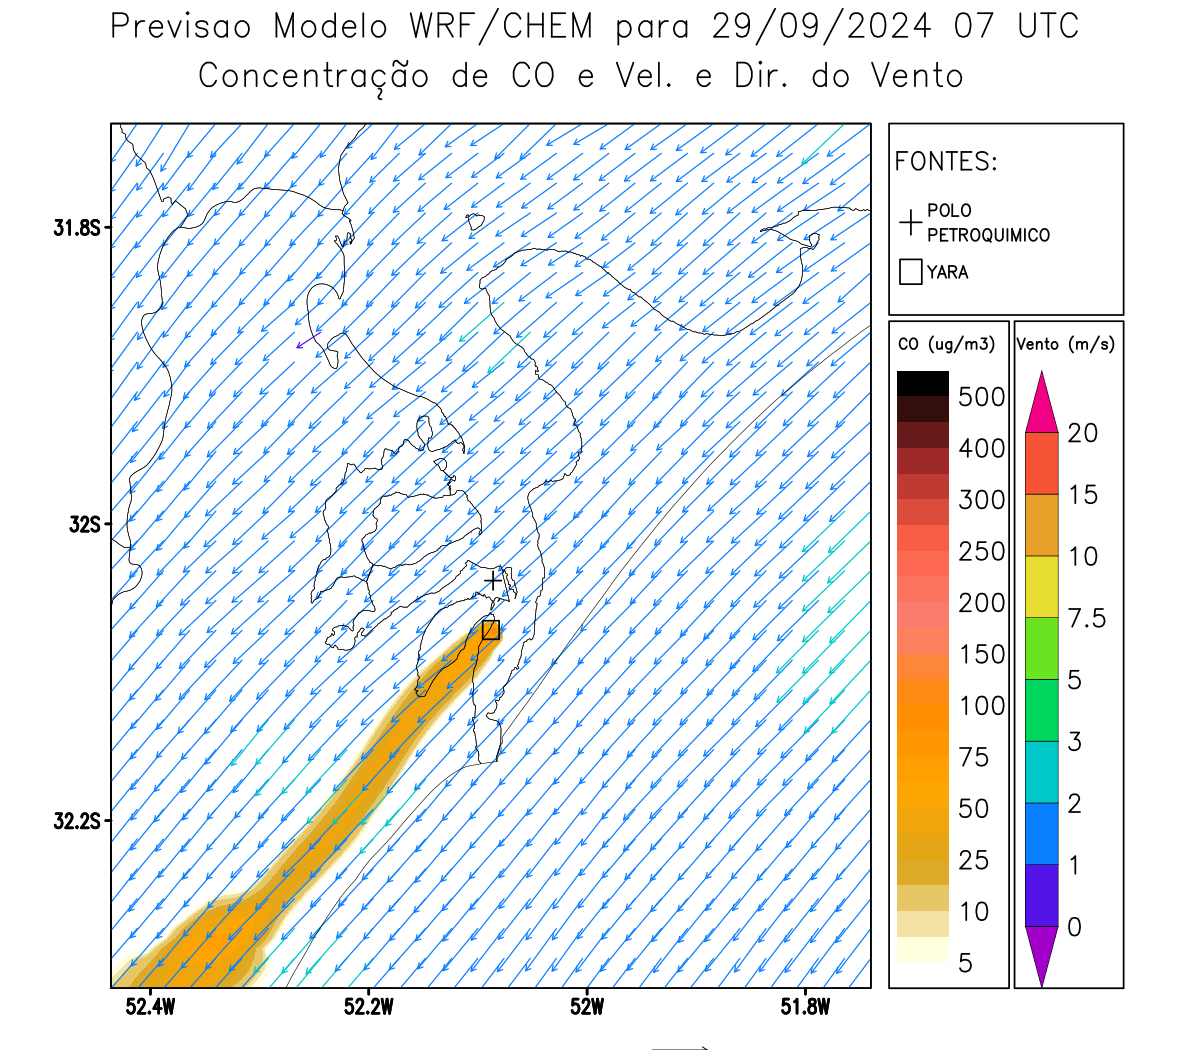 Previsao Modelo WRF/CHEM para 29/09/2024 07 UTC
Concentração de CO e Vel. e Dir. do Vento
FONTES:
POLO
PETROQUIMICO
YARA
CO (ug/m3)
500
400
300
250
200
150
100
75
50
25
10
5
Vento (m/s)
20
15
10
7.5
5
3
2
1
0
31.8S
32S
32.2S
52.4W
52.2W
52W
51.8W